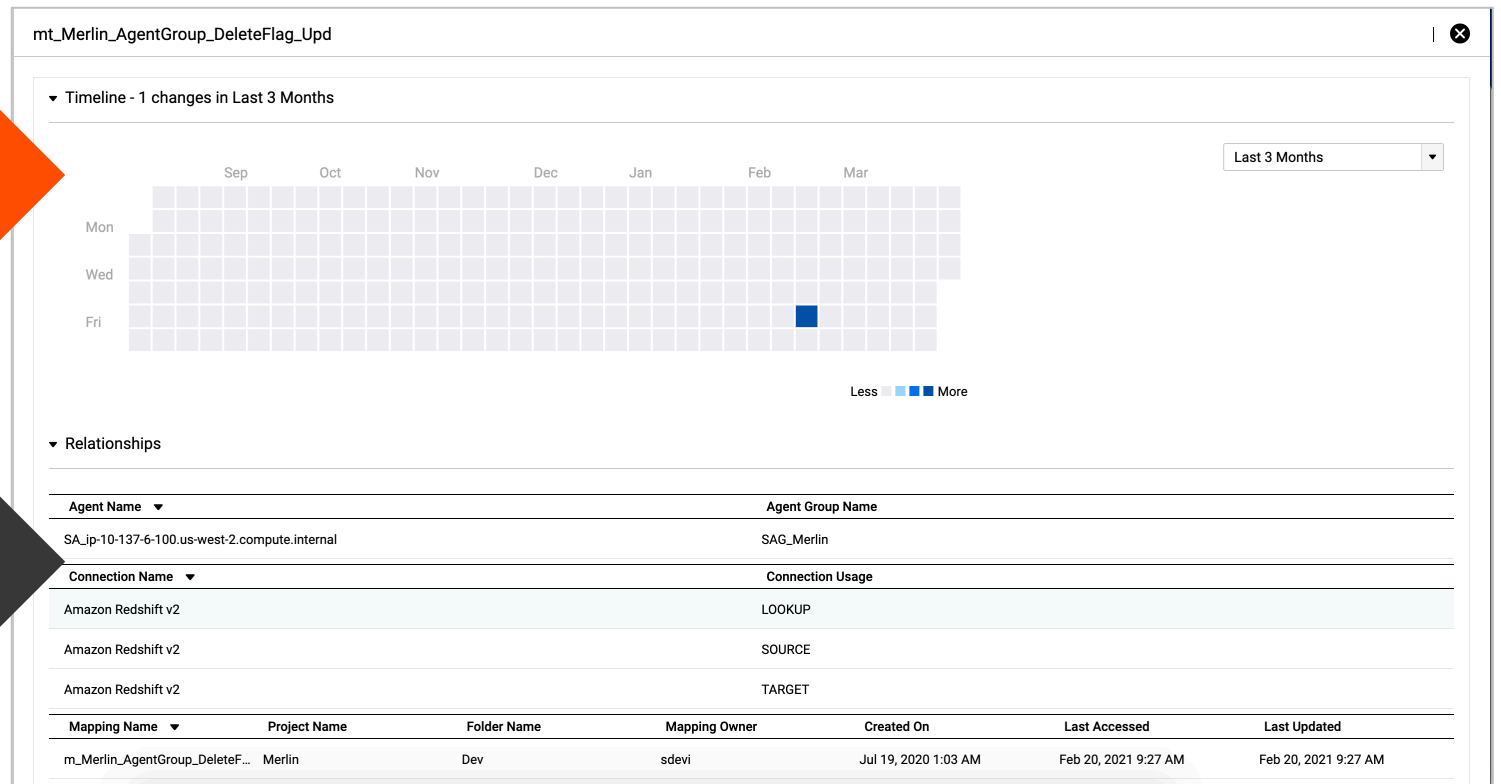 mt_Merlin_AgentGroup_DeleteFlag_Upd
Timeline - 1 changes in Last 3 Months
Last 3 Months
Sep Oct Nov Dec Jan Feb Mar
Mon
Wed
Fri
Less More
Relationships
Agent Name Agent Group Name
SA_ip-10-137-6-100.us-west-2.compute.internal SAG_Merlin
Connection Name Connection Usage
Amazon Redshift v2 LOOKUP
Amazon Redshift v2 SOURCE
Amazon Redshift v2 TARGET
Mapping Name Project Name Folder Name Mapping Owner Created On Last Accessed Last Updated
m_Merlin_AgentGroup_DeleteF... Merlin Dev sdevi Jul 19, 2020 1:03 AM Feb 20, 2021 9:27 AM Feb 20, 2021 9:27 AM